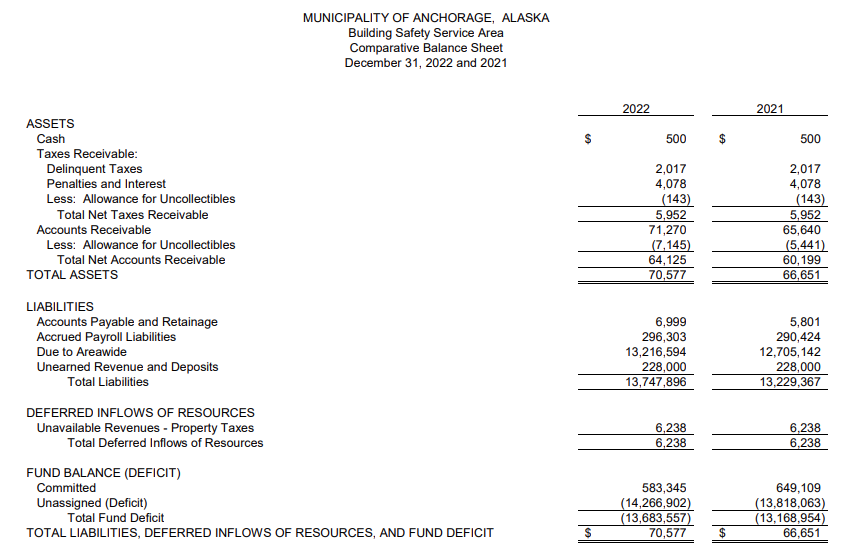 MUNICIPALITY OF ANCHORAGE, ALASKA
Building Safety Service Area
Comparative Balance Sheet
December 31, 2022 and 2021
2022 2021
ASSETS
Cash $ 500 $ 500
Taxes Receivable:
Delinquent Taxes 2,017 2,017
Penalties and Interest 4,078 4,078
Less: Allowance for Uncollectibles (143) (143)
Total Net Taxes Receivable 5,952 5,952
Accounts Receivable 71,270 65,640
Less: Allowance for Uncollectibles (7,145) (5,441)
Total Net Accounts Receivable 64,125 60,199
TOTAL ASSETS 70,577 66,651
LIABILITIES
Accounts Payable and Retainage 6,999 5,801
Accrued Payroll Liabilities 296,303 290,424
Due to Areawide 13,216,594 12,705,142
Unearned Revenue and Deposits 228,000 228,000
Total Liabilities 13,747,896 13,229,367
DEFERRED INFLOWS OF RESOURCES
Unavailable Revenues - Property Taxes 6,238 6,238
Total Deferred Inflows of Resources 6,238 6,238
FUND BALANCE (DEFICIT)
Committed 583,345 649,109
Unassigned (Deficit) (14,266,902) (13,818,063)
Total Fund Deficit (13,683,557) (13,168,954)
TOTAL LIABILITIES, DEFERRED INFLOWS OF RESOURCES, AND FUND DEFICIT $ 70,577 $ 66,651